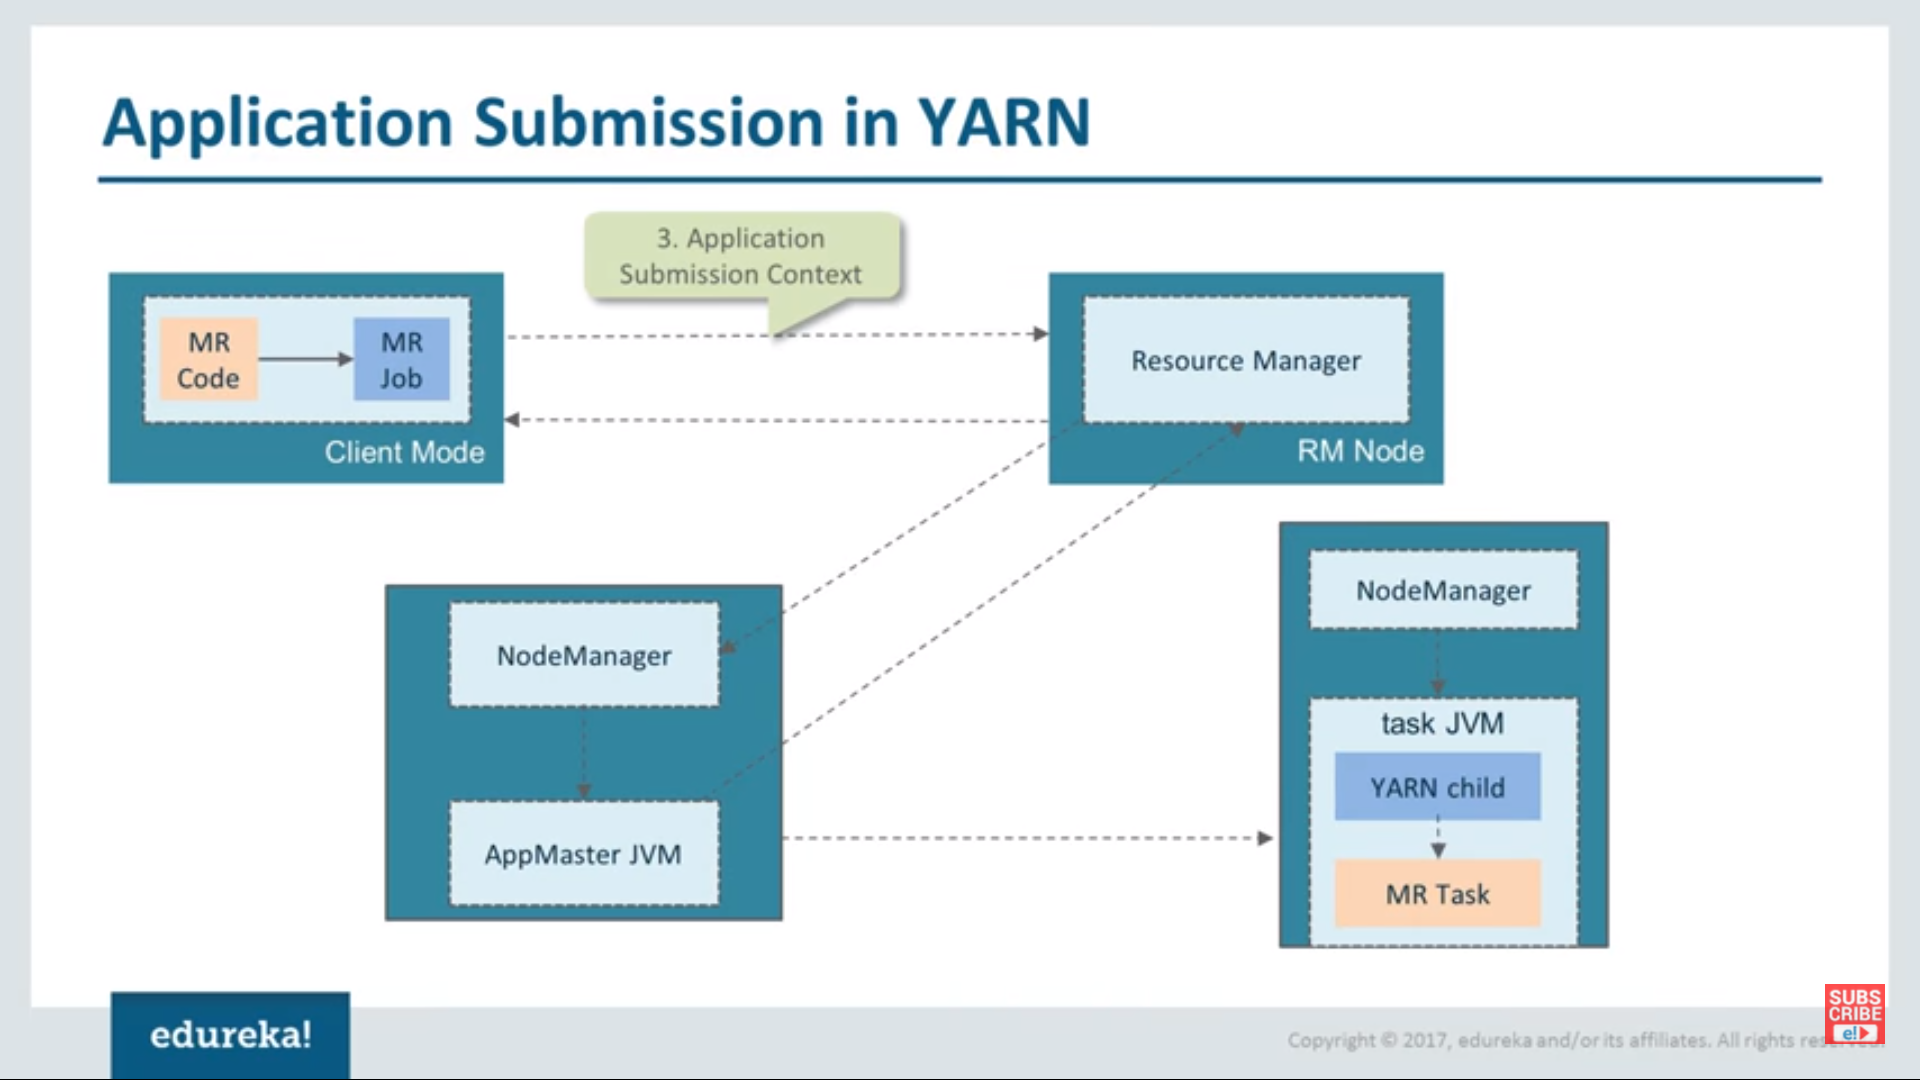 Application Submission in YARN
3. Application
Submission Context
MR
Code
MR
Job
Client Mode
Resource Manager
RM Node
NodeManager
AppMaster JVM
NodeManager
task JVM
YARN child
MR Task
edureka!
Copyright © 2017, edureka and/or its affiliates. All rights
SUBS
CRIBE
e!